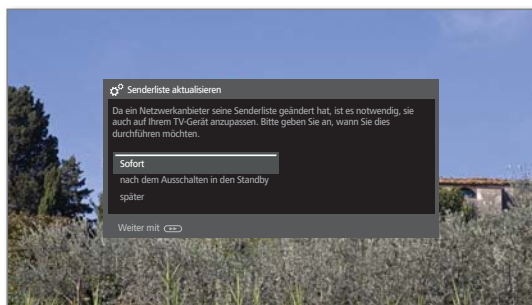 Senderliste aktualisieren
Da ein Netzwerkanbieter seine Senderliste geändert hat, ist es notwendig, sie
auch auf Ihrem TV-Gerät anzupassen. Bitte geben Sie an, wann Sie dies
durchführen möchten.
Sofort
nach dem Ausschalten in den Standby
später
Weiter mit